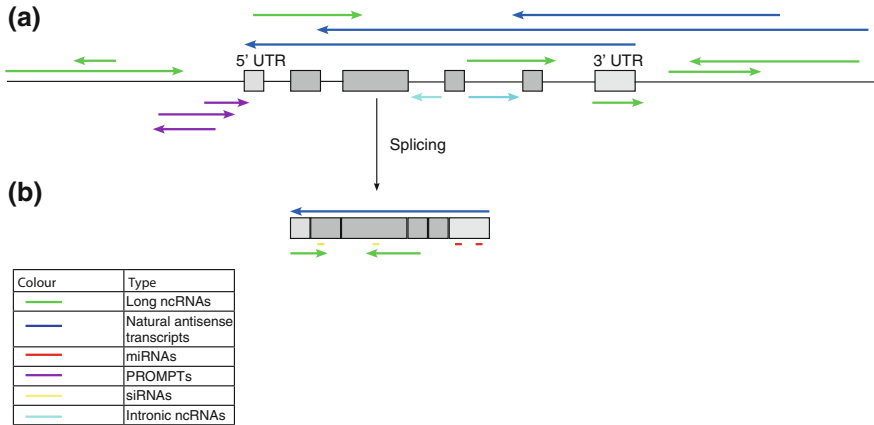 (a)
5' UTR
3' UTR
Splicing
(b)
Colour Type
Long ncRNAs
Natural antisense
transcripts
miRNAs
PROMPTs
siRNAs
Intronic ncRNAs